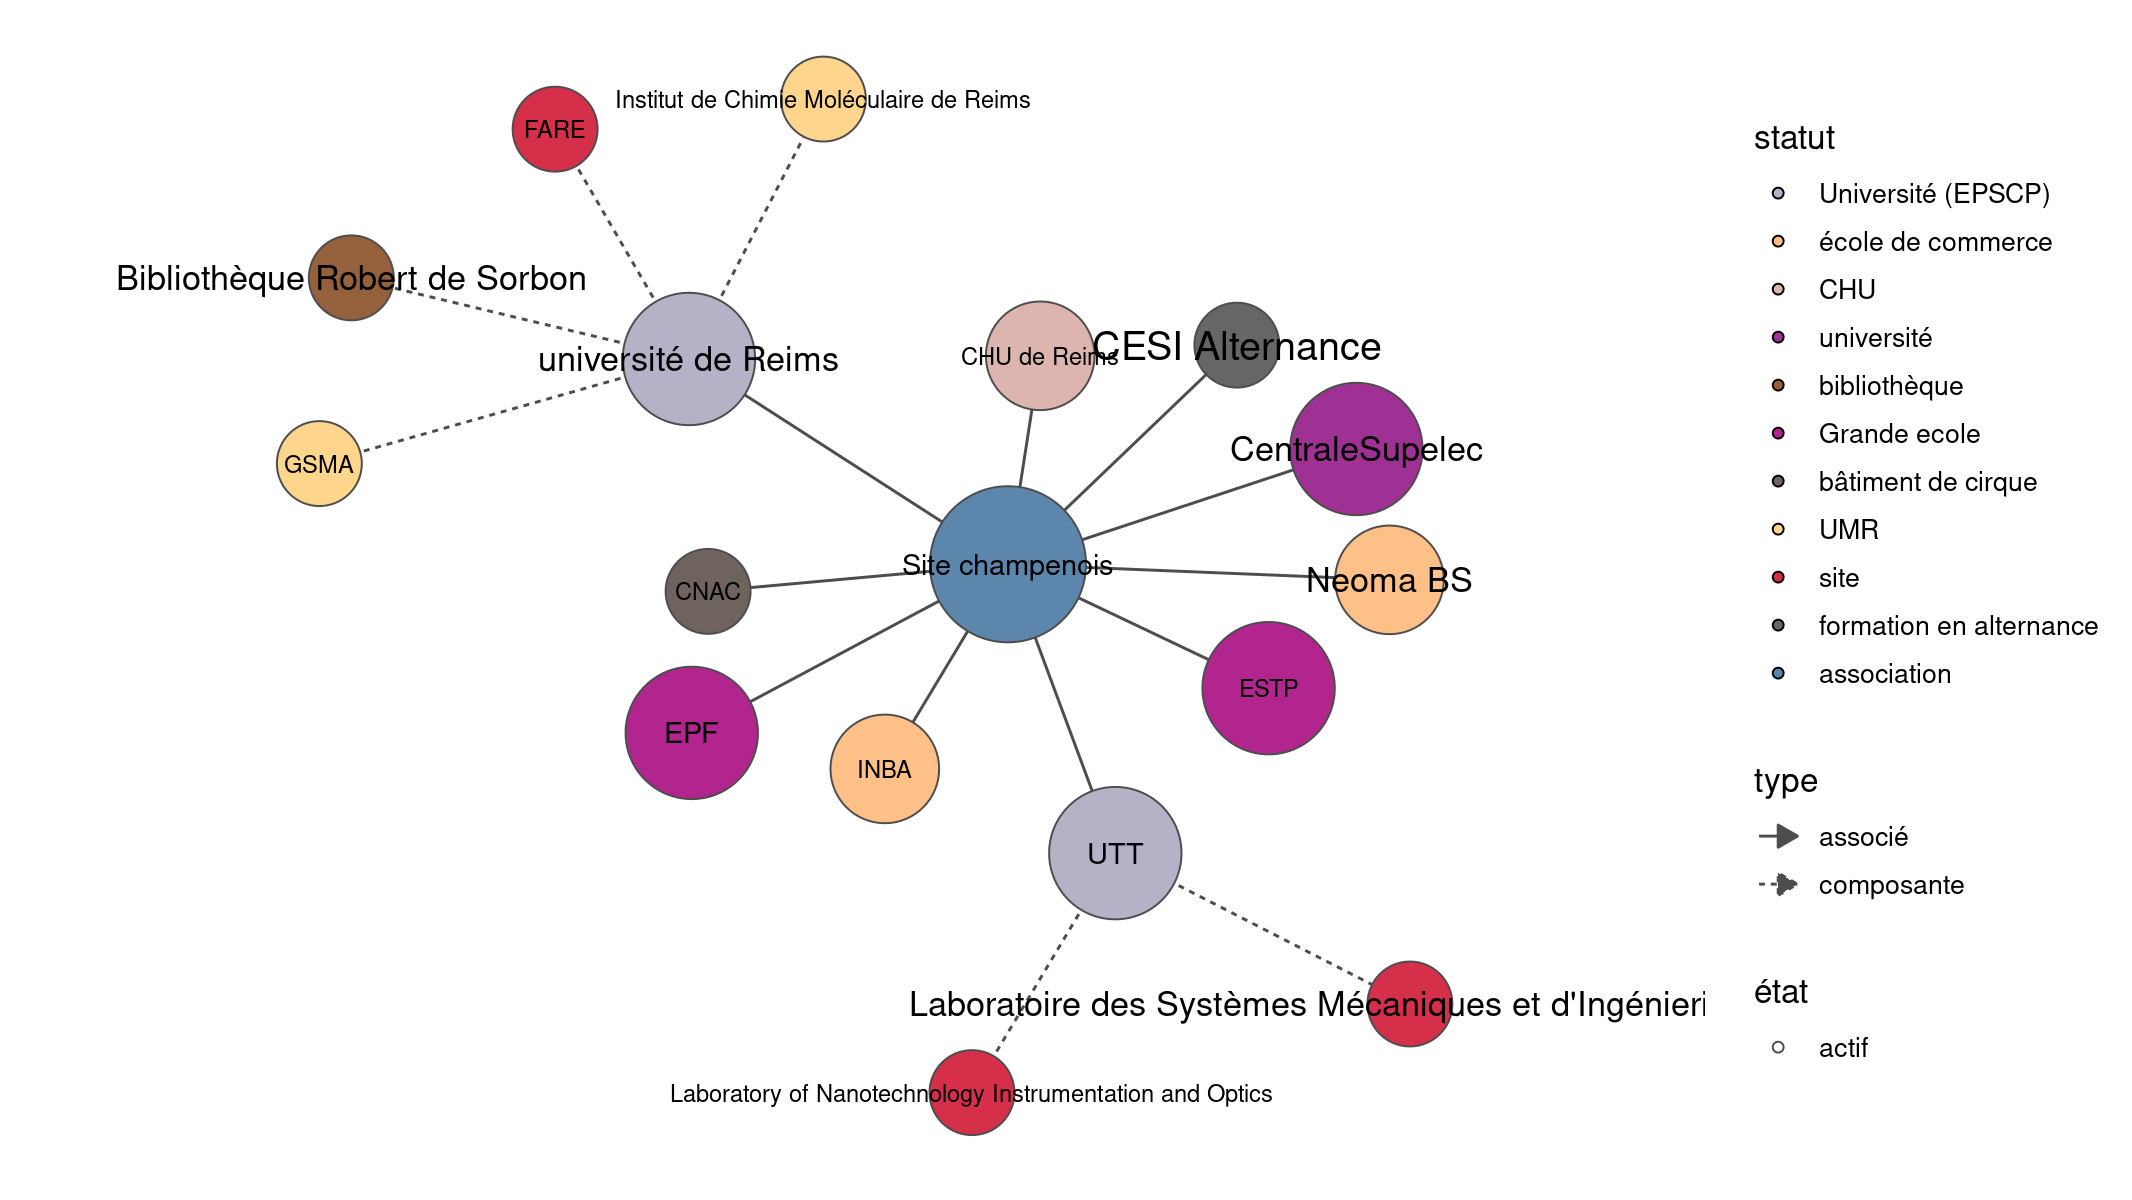 Institut de Chimie Moléculaire de Reims
FARE
Bibliothèque Robert de Sorbon
université de Reims
CHU de Reims
CESI Alternance
CentraleSupelec
GSMA
Site champenois
Neoma BS
CNAC
ESTP
EPF
INBA
UTT
Laboratoire des Systèmes Mécaniques et d'Ingénieri
Laboratory of Nanotechnology Instrumentation and Optics
statut
Université (EPSCP)
école de commerce
CHU
université
bibliothèque
Grande ecole
bâtiment de cirque
UMR
site
formation en alternance
association
type
associé
composante
état
actif